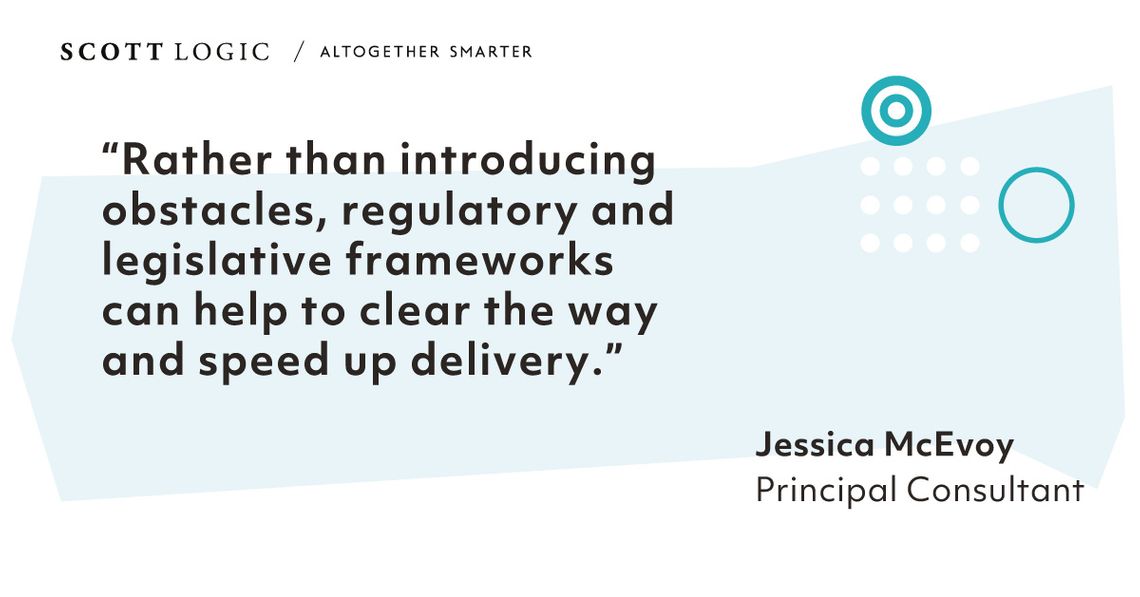 SCOTT LOGIC / ALTOGETHER SMARTER
“Rather than introducing
obstacles, regulatory and
legislative frameworks
can help to clear the way
and speed up delivery.”
Jessica McEvoy
Principal Consultant